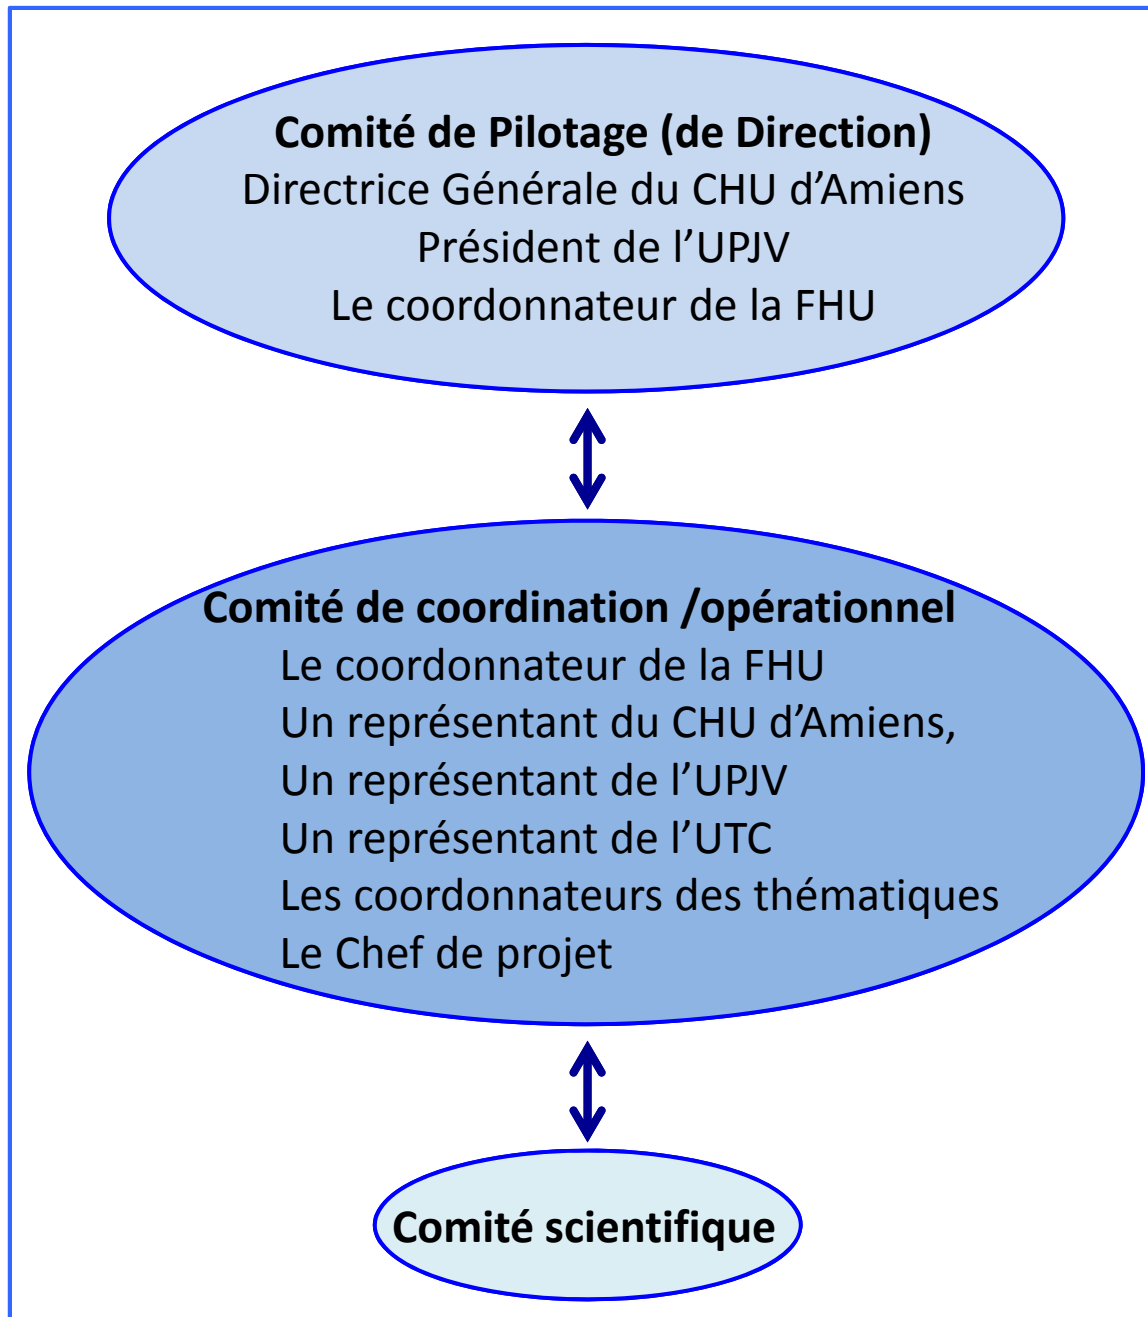 Comité de Pilotage (de Direction)
Directrice Générale du CHU d’Amiens
Président de l’UPJV
Le coordonnateur de la FHU
Comité de coordination /opérationnel
Le coordonnateur de la FHU
Un représentant du CHU d’Amiens,
Un représentant de l’UPJV
Un représentant de l’UTC
Les coordonnateurs des thématiques
Le Chef de projet
Comité scientifique